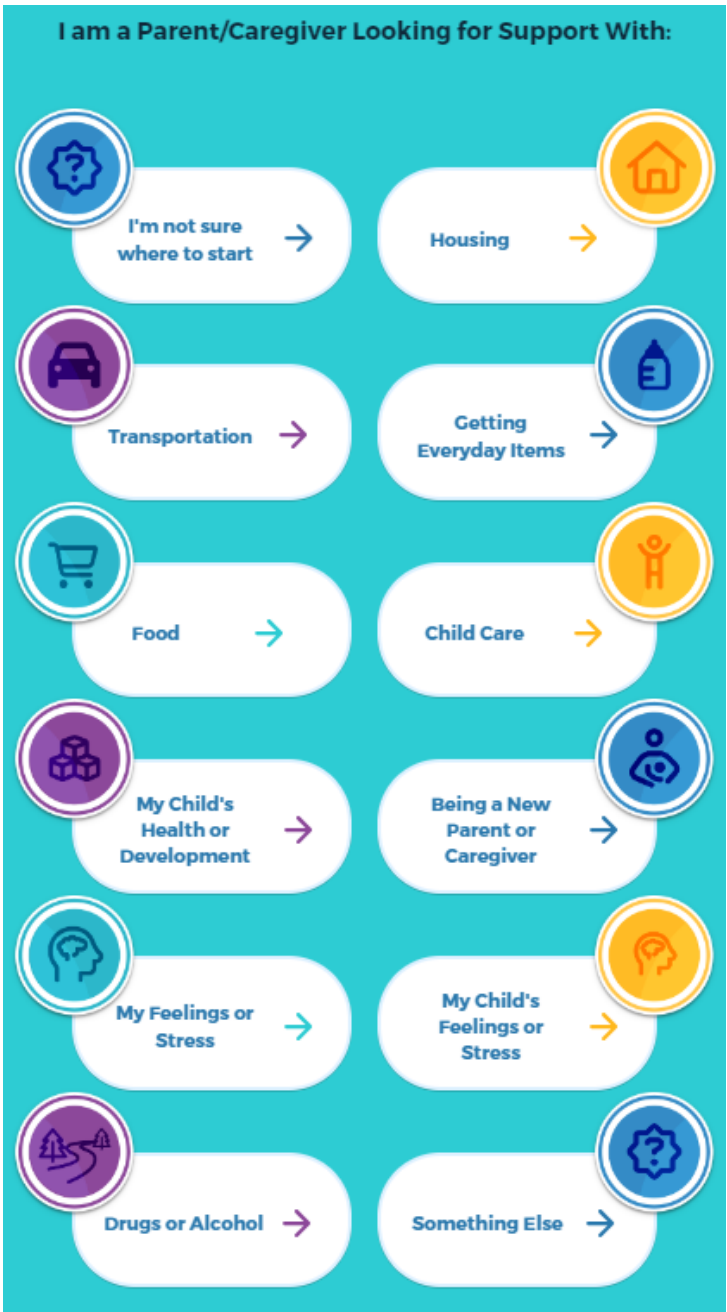 I am a Parent/Caregiver Looking for Support With:
I'm not sure
where to start
Housing
Transportation
Getting
Everyday Items
Food
Child Care
My Child's
Health or
Development
Being a New
Parent or
Caregiver
My Feelings or
Stress
My Child's
Feelings or
Stress
Drugs or Alcohol
Something Else